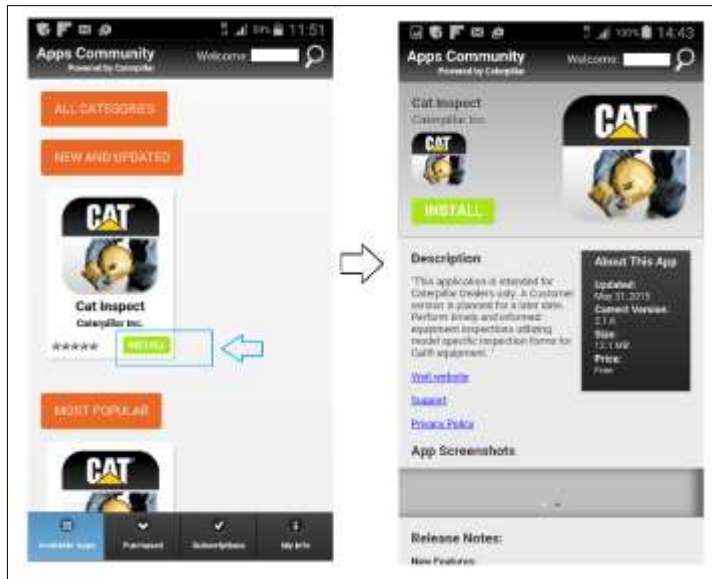 11:51
Apps Community
Powered by Caterpillar
Welcome
ALL CATEGORIES
NEW AND UPDATED
CAT
Cat Inspect
Caterpillar Inc.
INSTALL
MOST POPULAR
CAT
Available Apps
Purchased
Subscriptions
My Info
100% 14:43
Apps Community
Powered by Caterpillar
Welcome:
Cat Inspect
Caterpillar Inc.
CAT
INSTALL
CAT
Description
"This application is intended for
Caterpillar Dealers only. A Customer
version is planned for a later date.
Perform timely and informed
equipment inspections utilizing
model specific inspection forms for
Cat® equipment. "
Visit website
Support
Privacy Policy
About This App
Updated:
May 31, 2015
Current Version:
Size
Price:
Free
App Screenshots
Release Notes:
New Features: